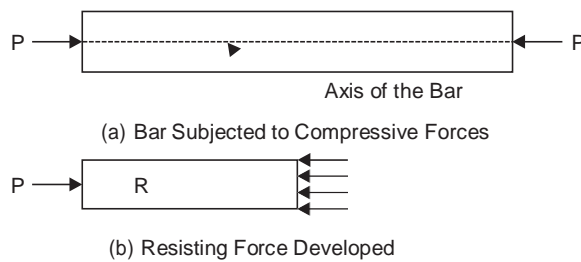 P P
Axis of the Bar
(a) Bar Subjected to Compressive Forces
P R
(b) Resisting Force Developed